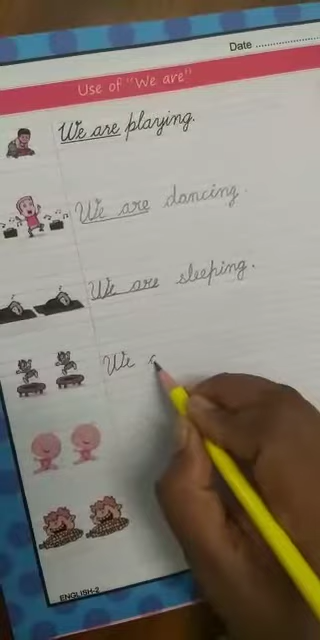 Date ................
Use of "We are"
We are playing.
We are dancing.
We are sleeping.
We a
ENGLISH-2